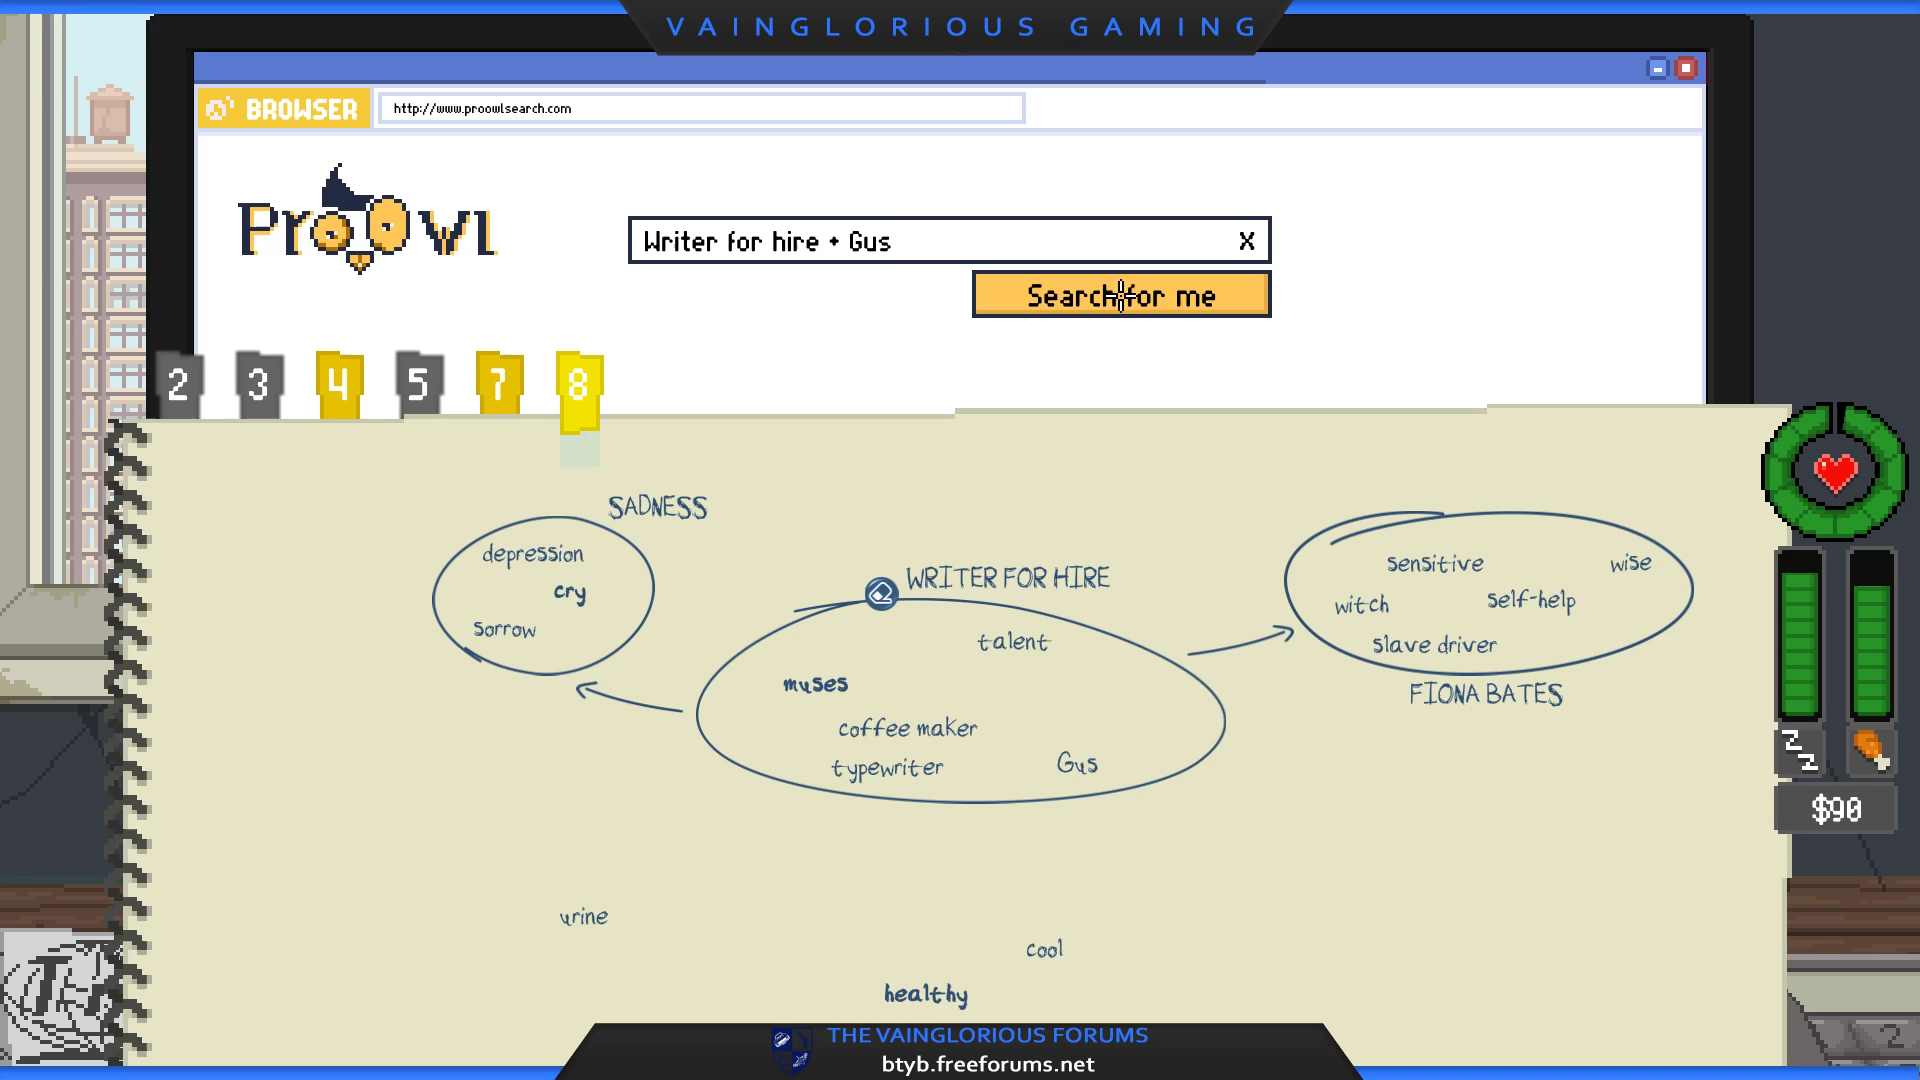 VAINGLORIOUS GAMING
BROWSER
http://www.proowlsearch.com
ProOwl
Writer for hire + Gus
X
Search for me
2 3 4 5 7 8
SADNESS
depression
cry
sorrow
WRITER FOR HIRE
talent
muses
coffee maker
typewriter
Gus
sensitive
wise
witch
self-help
slave driver
FIONA BATES
$90
urine
cool
healthy
THE VAINGLORIOUS FORUMS
btyb.freeforums.net
2